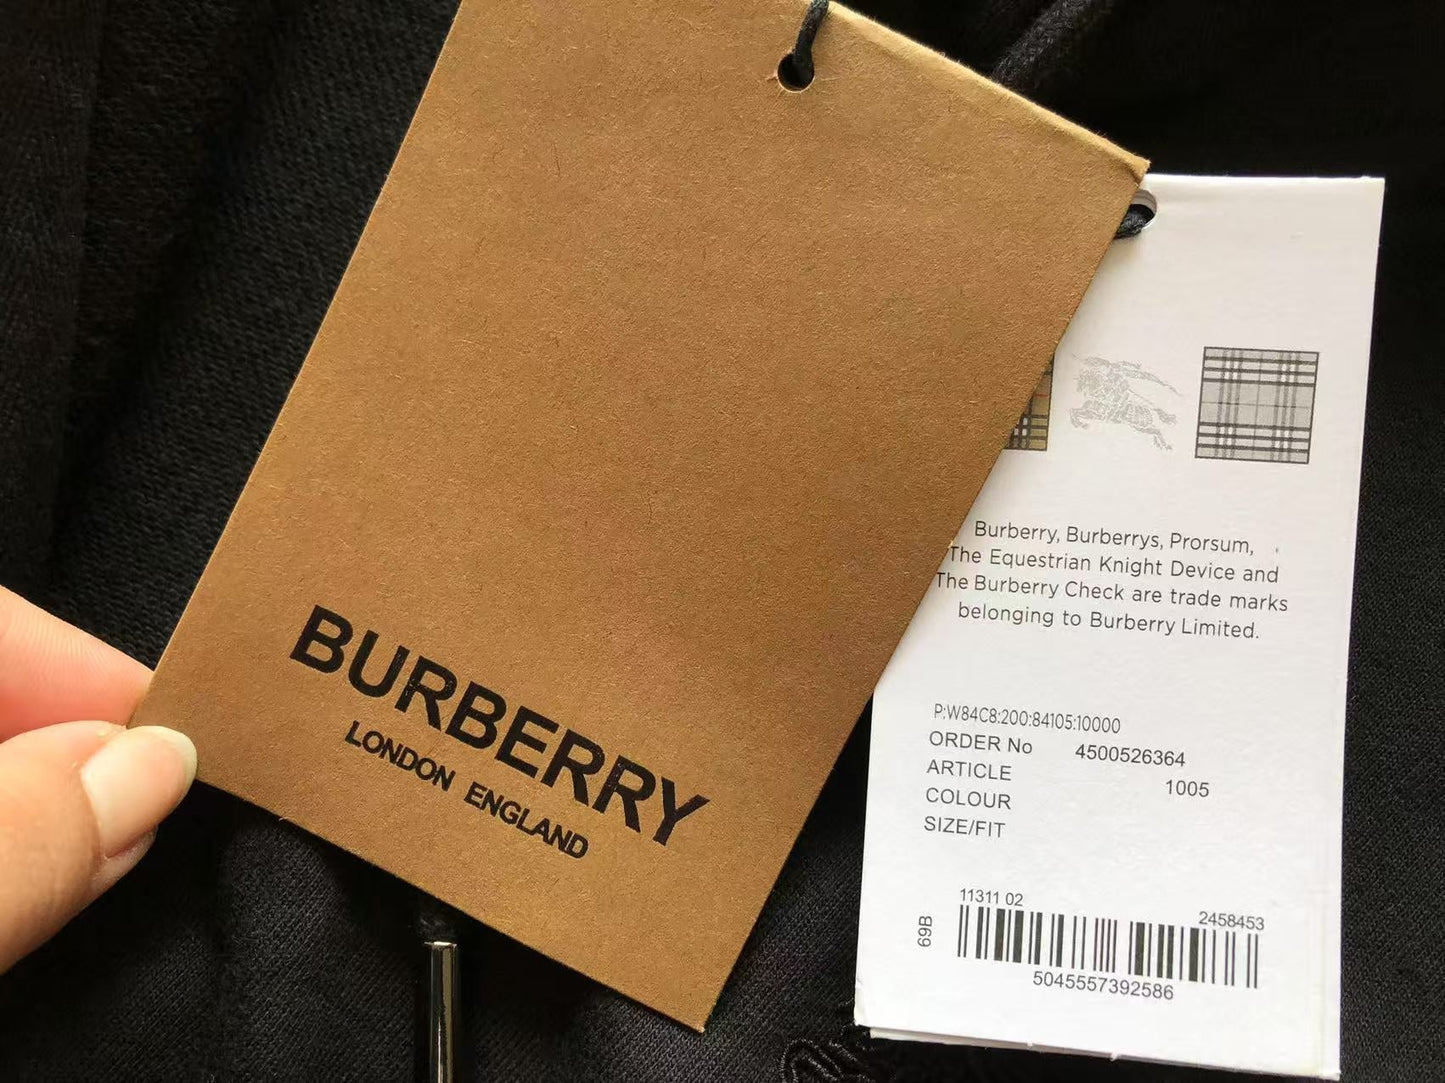 BURBERRY
LONDON ENGLAND
Burberry, Burberrys, Prorsum,
The Equestrian Knight Device and
The Burberry Check are trade marks
belonging to Burberry Limited.
P:W84C8:200:84105:10000
ORDER No 4500526364
ARTICLE 1005
COLOUR
SIZE/FIT
11311 02 2458453
69B
5045557392586